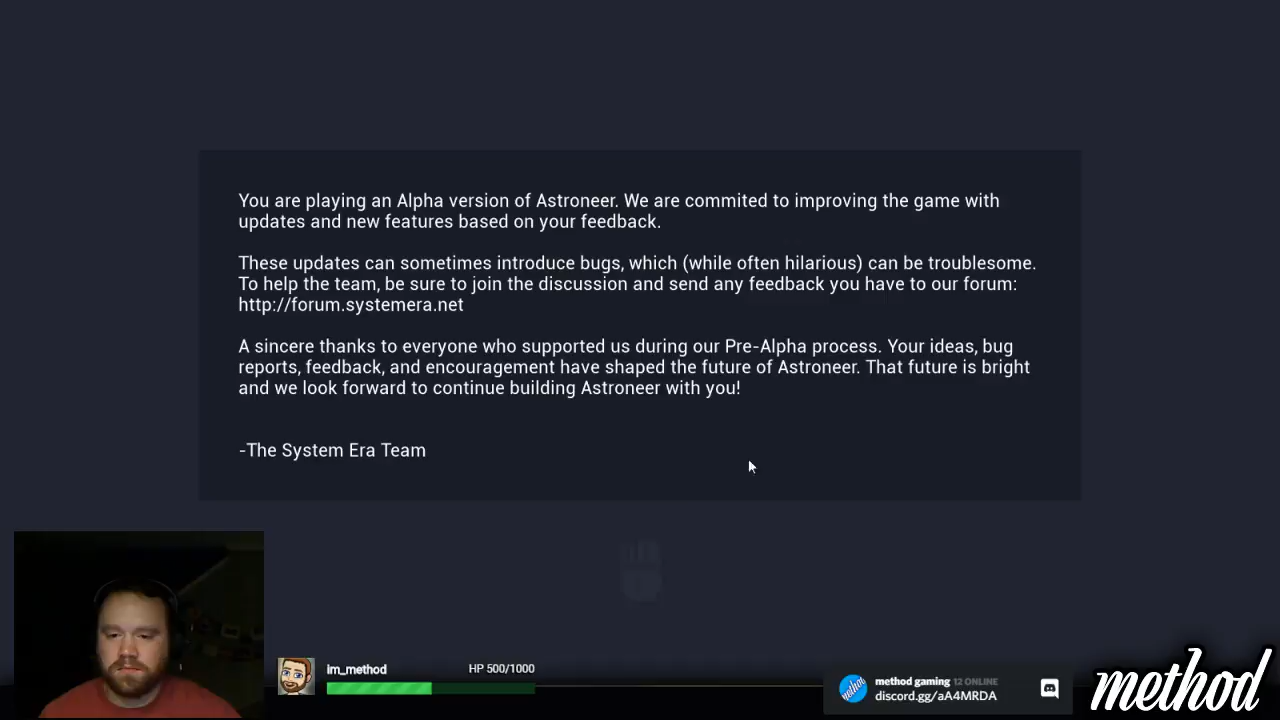 You are playing an Alpha version of Astroneer. We are commited to improving the game with
updates and new features based on your feedback.
These updates can sometimes introduce bugs, which (while often hilarious) can be troublesome.
To help the team, be sure to join the discussion and send any feedback you have to our forum:
http://forum.systemera.net
A sincere thanks to everyone who supported us during our Pre-Alpha process. Your ideas, bug
reports, feedback, and encouragement have shaped the future of Astroneer. That future is bright
and we look forward to continue building Astroneer with you!
-The System Era Team
im_method HP 500/1000
method gaming 12 ONLINE
discord.gg/aA4MRDA
method